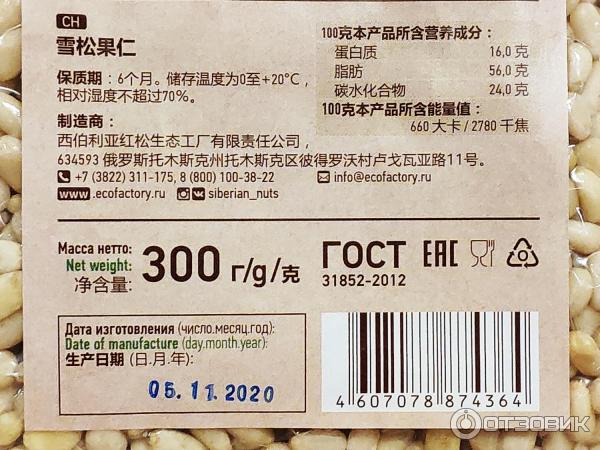 CH
雪松果仁
保质期：6个月。储存温度为0至+20°C，
相对湿度不超过70%。
制造商：
西伯利亚红松生态工厂有限责任公司，
634593 俄罗斯托木斯克州托木斯克区彼得罗沃村卢戈瓦亚路11号。
+7 (3822) 311-175, 8 (800) 100-38-22
info@ecofactory.ru
www.ecofactory.ru
siberian_nuts
100克本产品所含营养成分：
蛋白质 16,0 克
脂肪 56,0 克
碳水化合物 24,0 克
100克本产品所含能量值：
660 大卡/2780 千焦
Масса нетто:
Net weight:
净含量:
300 г/g/克
ГОСТ
31852-2012
EAC
Дата изготовления (число.месяц.год):
Date of manufacture (day.month.year):
生产日期 (日.月.年):
05.11.2020
4 607078 874364
ОТЗОВИК